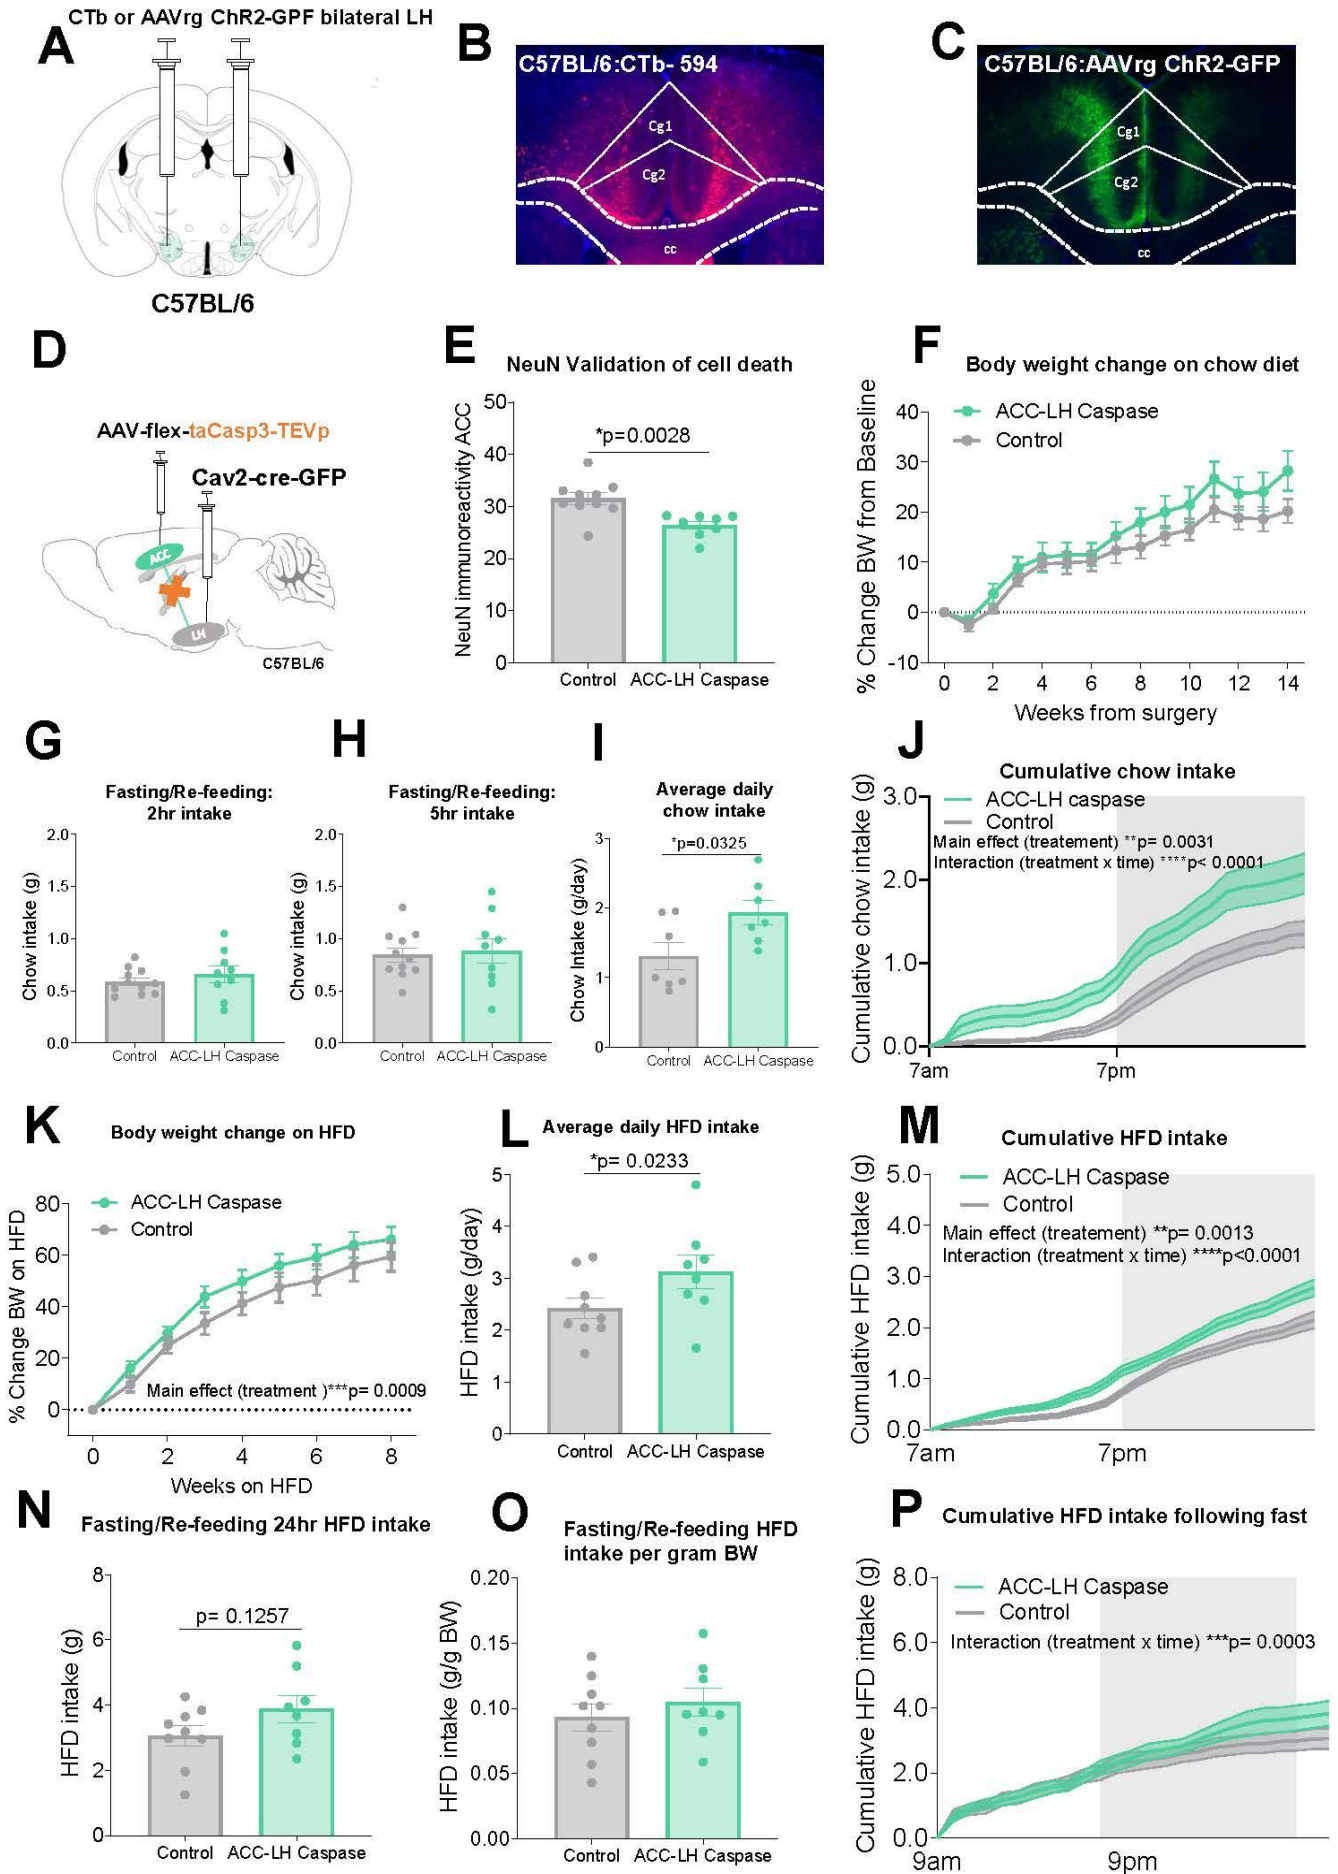 CTb or AAVrg ChR2-GPF bilateral LH
A
C57BL/6
B
C57BL/6:CTb- 594
Cg1
Cg2
cc
C
C57BL/6:AAVrg ChR2-GFP
Cg1
Cg2
cc
D
AAV-flex-taCasp3-TEVp
Cav2-cre-GFP
ACC
LH
C57BL/6
E
NeuN Validation of cell death
NeuN immunoreactivity ACC
50
40
30
20
10
0
*p=0.0028
Control ACC-LH Caspase
F
Body weight change on chow diet
ACC-LH Caspase
Control
% Change BW from Baseline
40
30
20
10
0
-10
0 2 4 6 8 10 12 14
Weeks from surgery
G
Fasting/Re-feeding:
2hr intake
Chow intake (g)
2.0
1.5
1.0
0.5
0.0
Control ACC-LH Caspase
H
Fasting/Re-feeding:
5hr intake
Chow intake (g)
2.0
1.5
1.0
0.5
0.0
Control ACC-LH Caspase
I
Average daily
chow intake
Chow Intake (g/day)
3
2
1
0
*p=0.0325
Control ACC-LH Caspase
J
Cumulative chow intake
ACC-LH caspase
Control
Main effect (treatement) **p= 0.0031
Interaction (treatment x time) ****p< 0.0001
Cumulative chow intake (g)
3.0
2.0
1.0
0.0
7am 7pm
K
Body weight change on HFD
ACC-LH Caspase
Control
% Change BW on HFD
80
60
40
20
0
Main effect (treatment )***p= 0.0009
0 2 4 6 8
Weeks on HFD
L
Average daily HFD intake
*p= 0.0233
HFD intake (g/day)
5
4
3
2
1
0
Control ACC-LH Caspase
M
Cumulative HFD intake
ACC-LH Caspase
Control
Main effect (treatement) **p= 0.0013
Interaction (treatment x time) ****p<0.0001
Cumulative HFD intake (g)
5.0
4.0
3.0
2.0
1.0
0.0
7am 7pm
N
Fasting/Re-feeding 24hr HFD intake
p= 0.1257
HFD intake (g)
8
6
4
2
0
Control ACC-LH Caspase
O
Fasting/Re-feeding HFD
intake per gram BW
HFD intake (g/g BW)
0.20
0.15
0.10
0.05
0.00
Control ACC-LH Caspase
P
Cumulative HFD intake following fast
ACC-LH Caspase
Control
Interaction (treatment x time) ***p= 0.0003
Cumulative HFD intake (g)
8.0
6.0
4.0
2.0
0.0
9am 9pm